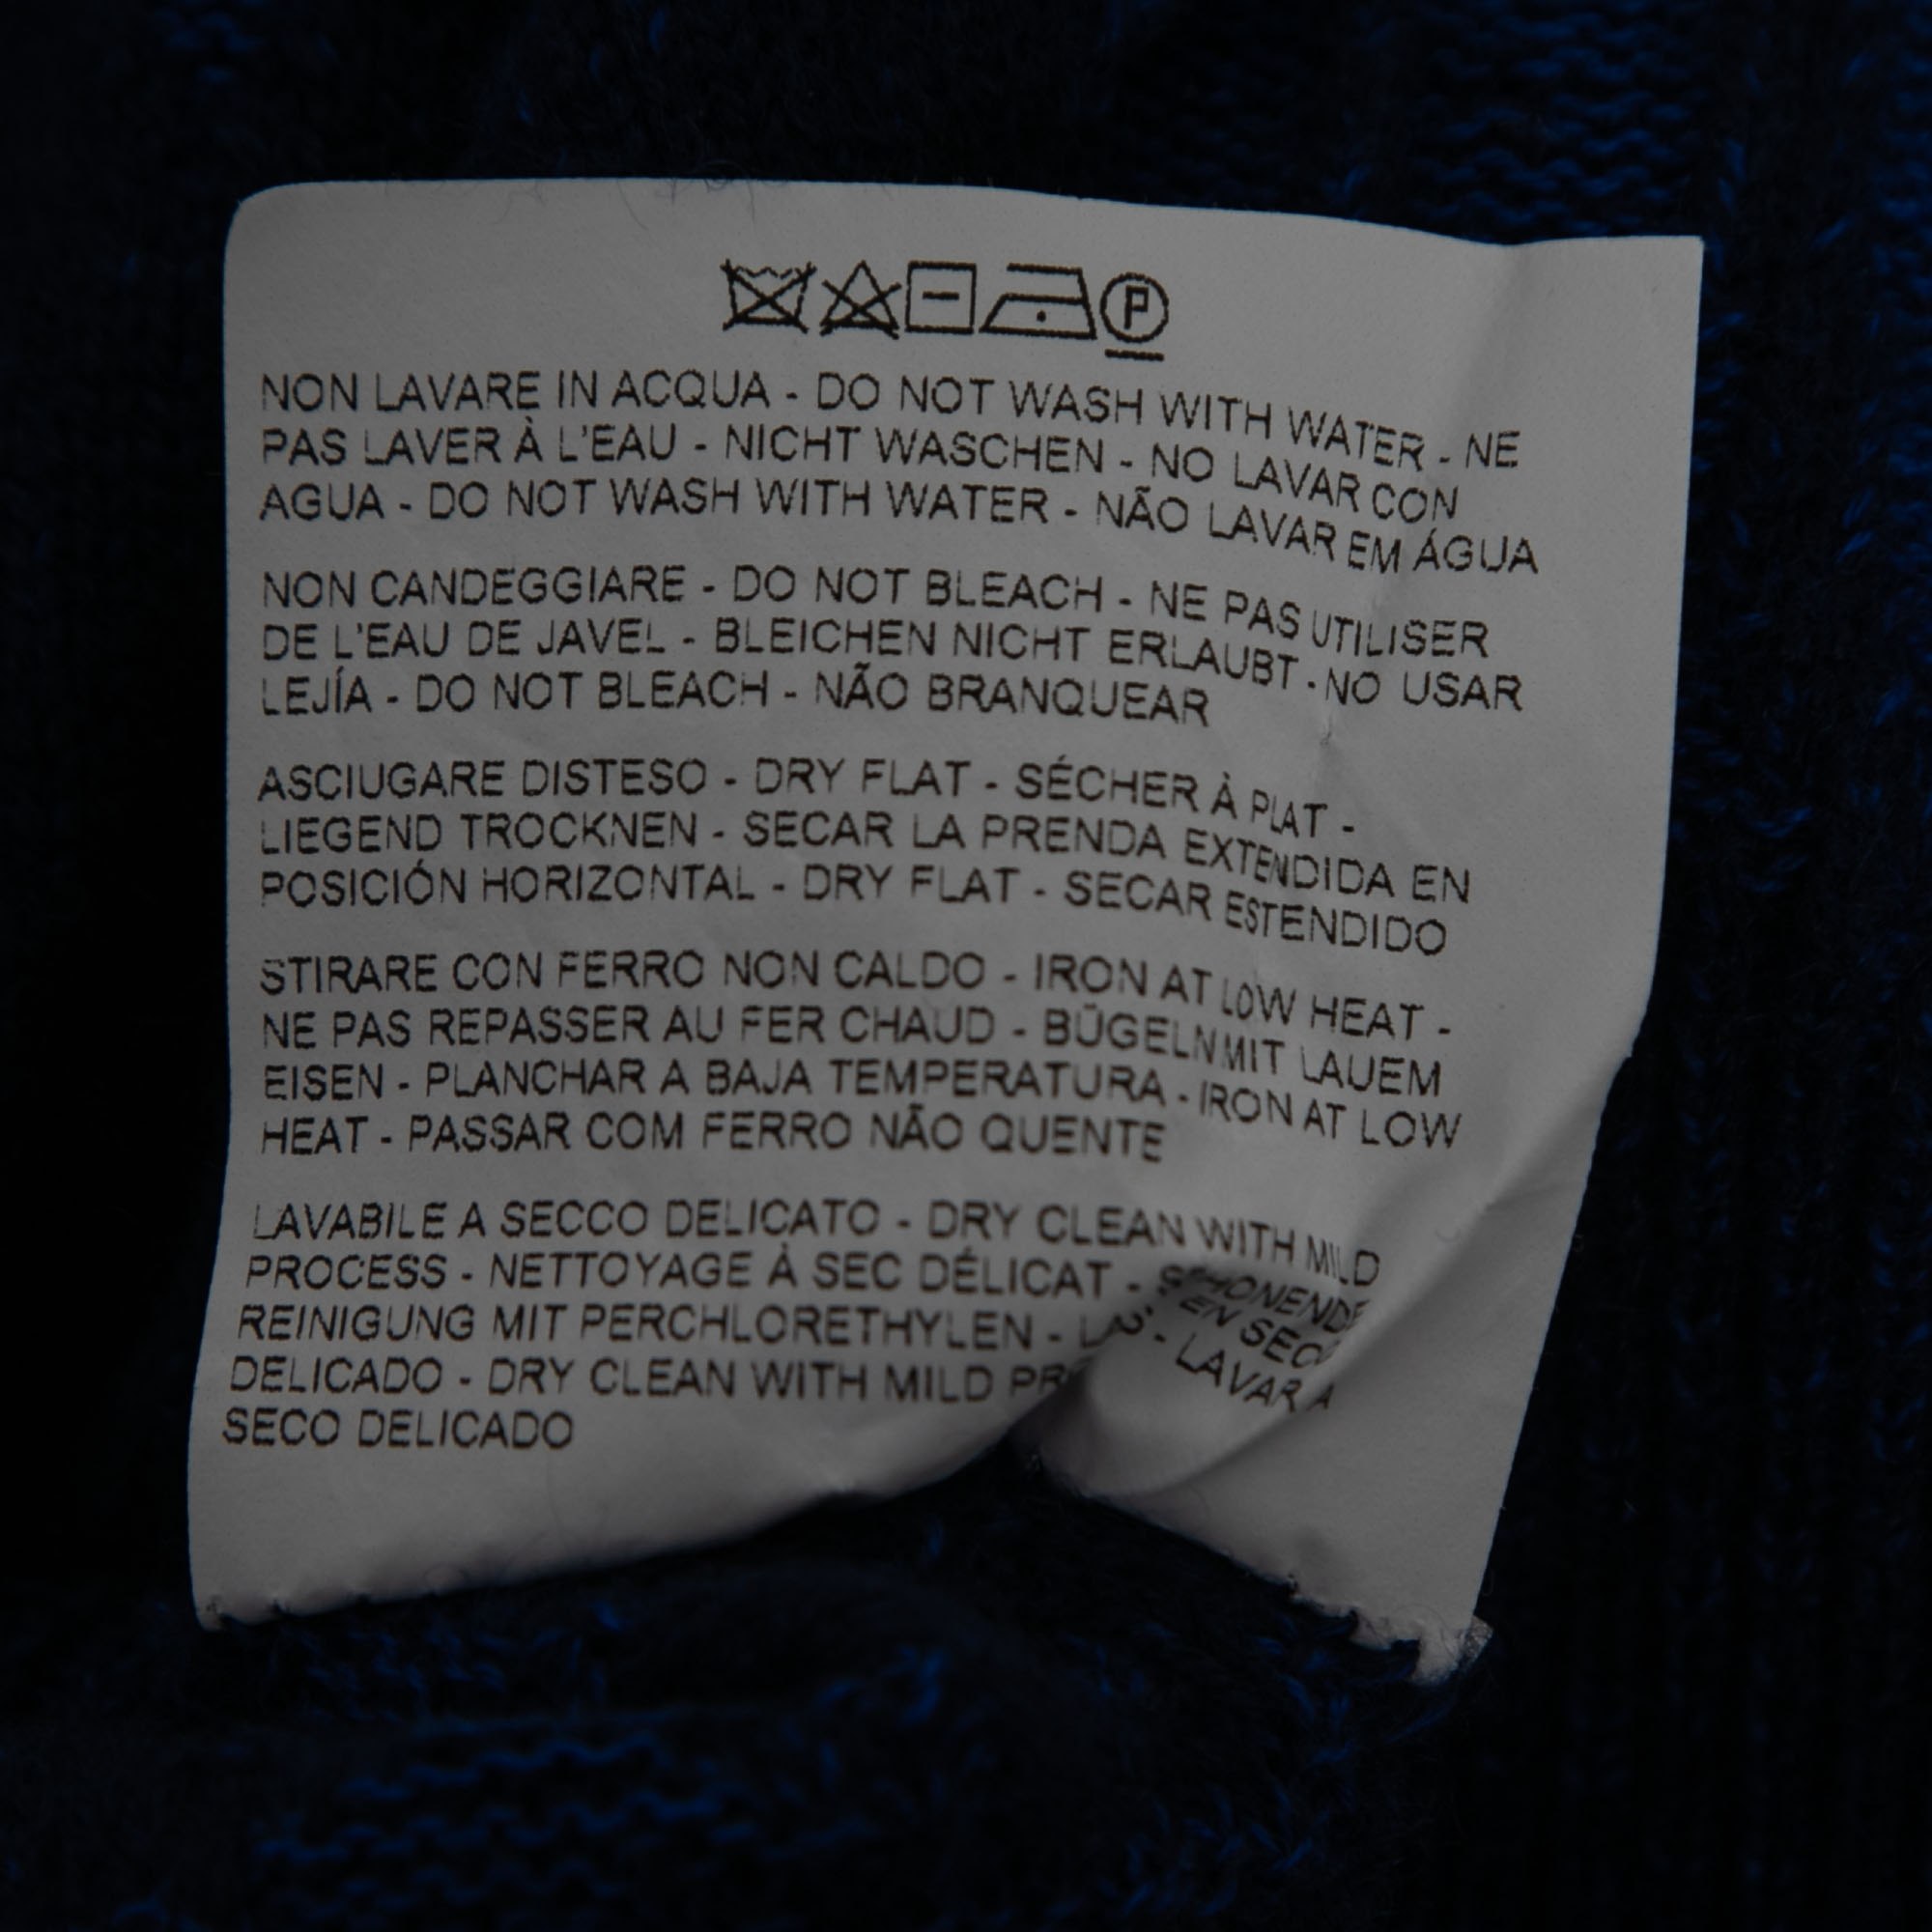 P
NON LAVARE IN ACQUA - DO NOT WASH WITH WATER - NE
PAS LAVER À L'EAU - NICHT WASCHEN - NO LAVAR CON
AGUA - DO NOT WASH WITH WATER - NÃO LAVAR EM ÁGUA
NON CANDEGGIARE - DO NOT BLEACH - NE PAS UTILISER
DE L'EAU DE JAVEL - BLEICHEN NICHT ERLAUBT - NO USAR
LEJÍA - DO NOT BLEACH - NÃO BRANQUEAR
ASCIUGARE DISTESO - DRY FLAT - SÉCHER À PLAT -
LIEGEND TROCKNEN - SECAR LA PRENDA EXTENDIDA EN
POSICIÓN HORIZONTAL - DRY FLAT - SECAR ESTENDIDO
STIRARE CON FERRO NON CALDO - IRON AT LOW HEAT -
NE PAS REPASSER AU FER CHAUD - BÜGELN MIT LAUEM
EISEN - PLANCHAR A BAJA TEMPERATURA - IRON AT LOW
HEAT - PASSAR COM FERRO NÃO QUENTE
LAVABILE A SECCO DELICATO - DRY CLEAN WITH MILD
PROCESS - NETTOYAGE À SEC DÉLICAT - SCHONENDE
REINIGUNG MIT PERCHLORETHYLEN - EN
DELICADO - DRY CLEAN WITH MILD - LAVAR A
SECO DELICADO